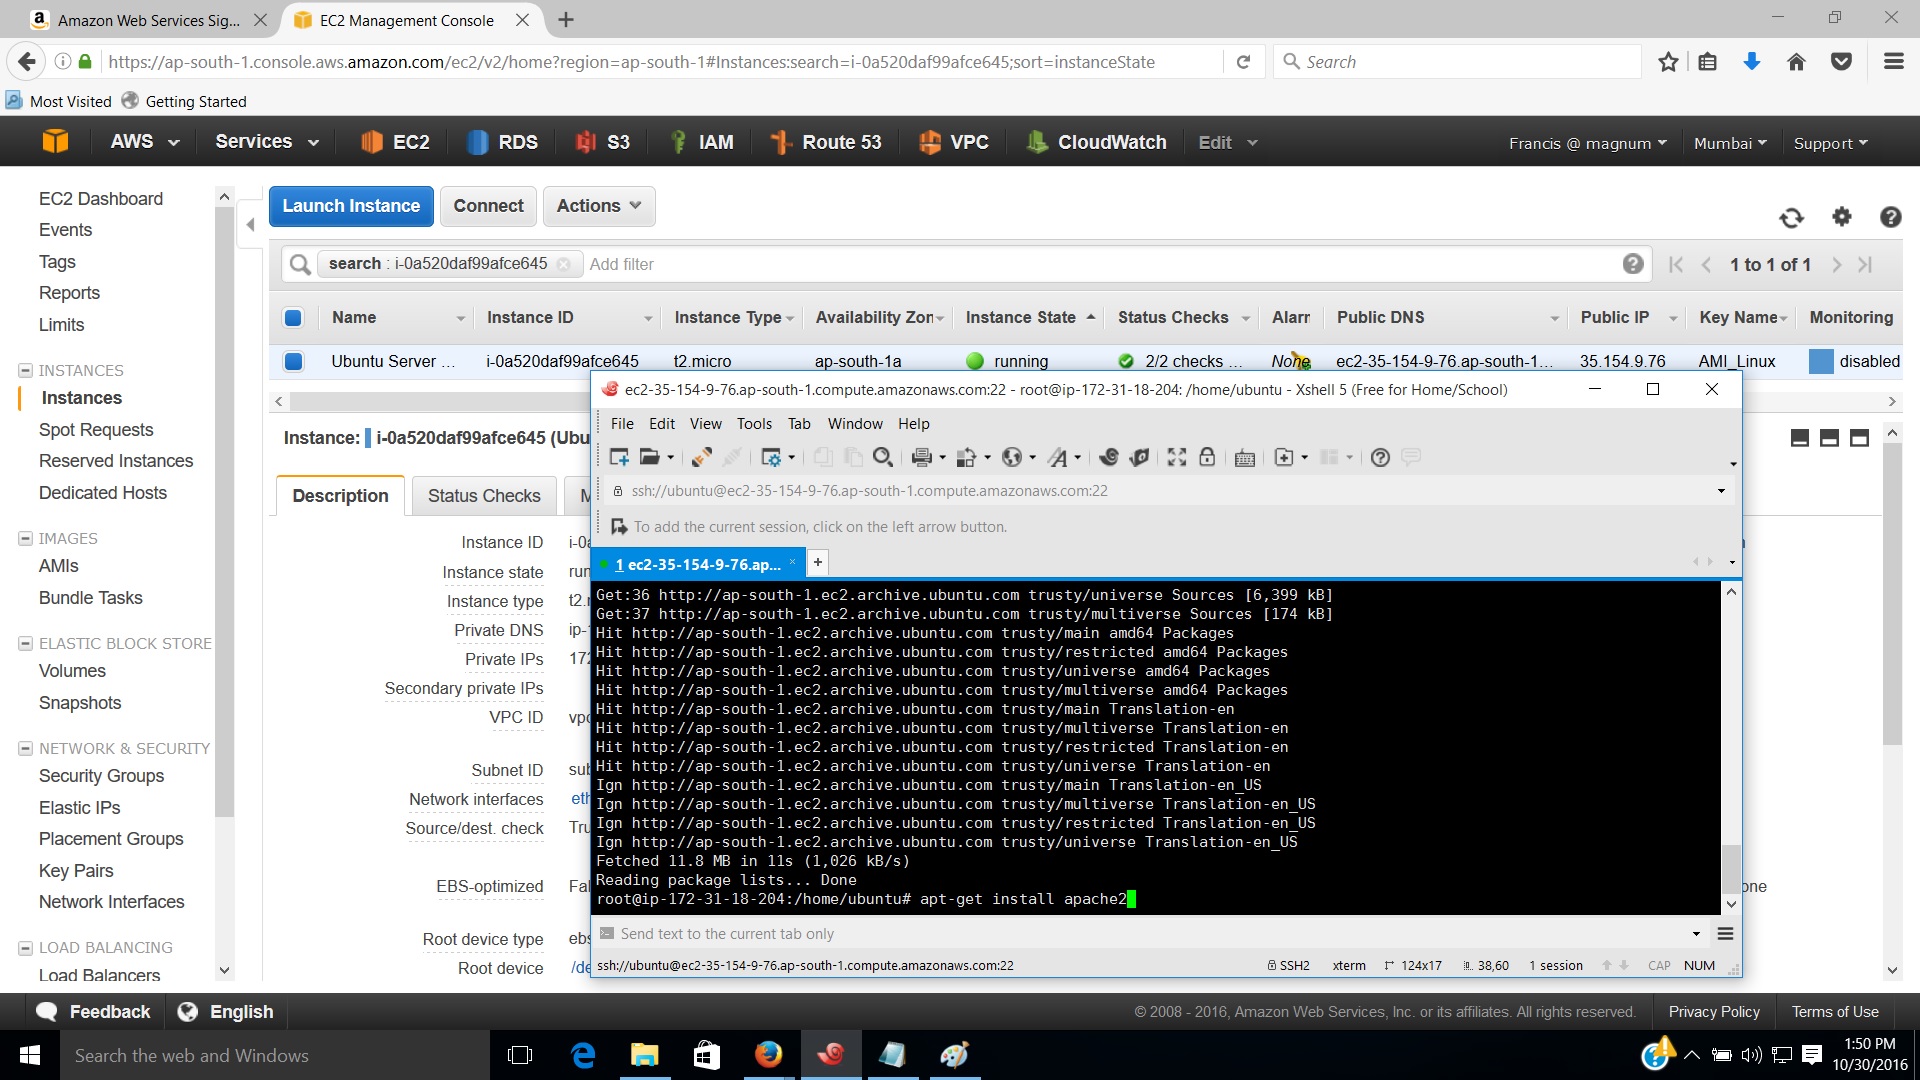 Amazon Web Services Sig...
EC2 Management Console
https://ap-south-1.console.aws.amazon.com/ec2/v2/home?region=ap-south-1#Instances:search=i-0a520daf99afce645;sort=instanceState
Search
Most Visited
Getting Started
AWS
Services
EC2
RDS
S3
IAM
Route 53
VPC
CloudWatch
Edit
Francis @ magnum
Mumbai
Support
EC2 Dashboard
Events
Tags
Reports
Limits
INSTANCES
Instances
Spot Requests
Reserved Instances
Dedicated Hosts
IMAGES
AMIs
Bundle Tasks
ELASTIC BLOCK STORE
Volumes
Snapshots
NETWORK & SECURITY
Security Groups
Elastic IPs
Placement Groups
Key Pairs
Network Interfaces
LOAD BALANCING
Load Balancers
Launch Instance
Connect
Actions
search : i-0a520daf99afce645
Add filter
1 to 1 of 1
Name
Instance ID
Instance Type
Availability Zon
Instance State
Status Checks
Alarr
Public DNS
Public IP
Key Name
Monitoring
Ubuntu Server ...
i-0a520daf99afce645
t2.micro
ap-south-1a
running
2/2 checks ...
None
ec2-35-154-9-76.ap-south-1...
35.154.9.76
AMI_Linux
disabled
Instance: i-0a520daf99afce645 (Ubu
Description
Status Checks
M
Instance ID i-0a
Instance state run
Instance type t2.r
Private DNS ip-
Private IPs 172
Secondary private IPs
VPC ID vpc
Subnet ID sub
Network interfaces eth
Source/dest. check Tru
EBS-optimized Fal
one
Root device type ebs
Root device /de
ec2-35-154-9-76.ap-south-1.compute.amazonaws.com:22 - root@ip-172-31-18-204: /home/ubuntu - Xshell 5 (Free for Home/School)
File Edit View Tools Tab Window Help
ssh://ubuntu@ec2-35-154-9-76.ap-south-1.compute.amazonaws.com:22
To add the current session, click on the left arrow button.
1 ec2-35-154-9-76.ap...
Get:36 http://ap-south-1.ec2.archive.ubuntu.com trusty/universe Sources [6,399 kB]
Get:37 http://ap-south-1.ec2.archive.ubuntu.com trusty/multiverse Sources [174 kB]
Hit http://ap-south-1.ec2.archive.ubuntu.com trusty/main amd64 Packages
Hit http://ap-south-1.ec2.archive.ubuntu.com trusty/restricted amd64 Packages
Hit http://ap-south-1.ec2.archive.ubuntu.com trusty/universe amd64 Packages
Hit http://ap-south-1.ec2.archive.ubuntu.com trusty/multiverse amd64 Packages
Hit http://ap-south-1.ec2.archive.ubuntu.com trusty/main Translation-en
Hit http://ap-south-1.ec2.archive.ubuntu.com trusty/multiverse Translation-en
Hit http://ap-south-1.ec2.archive.ubuntu.com trusty/restricted Translation-en
Hit http://ap-south-1.ec2.archive.ubuntu.com trusty/universe Translation-en
Ign http://ap-south-1.ec2.archive.ubuntu.com trusty/main Translation-en_US
Ign http://ap-south-1.ec2.archive.ubuntu.com trusty/multiverse Translation-en_US
Ign http://ap-south-1.ec2.archive.ubuntu.com trusty/restricted Translation-en_US
Ign http://ap-south-1.ec2.archive.ubuntu.com trusty/universe Translation-en_US
Fetched 11.8 MB in 11s (1,026 kB/s)
Reading package lists... Done
root@ip-172-31-18-204:/home/ubuntu# apt-get install apache2
Send text to the current tab only
ssh://ubuntu@ec2-35-154-9-76.ap-south-1.compute.amazonaws.com:22
SSH2
xterm
124x17
38,60
1 session
CAP
NUM
Feedback
English
© 2008 - 2016, Amazon Web Services, Inc. or its affiliates. All rights reserved.
Privacy Policy
Terms of Use
Search the web and Windows
1:50 PM
10/30/2016